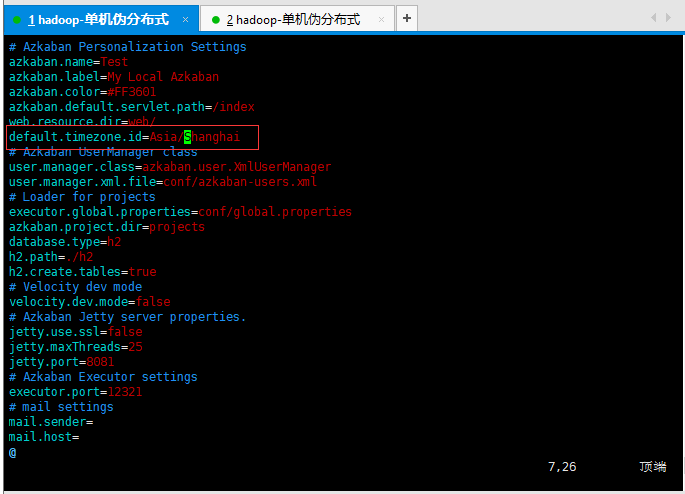 1 hadoop-单机伪分布式 × 2 hadoop-单机伪分布式 × +
# Azkaban Personalization Settings
azkaban.name=Test
azkaban.label=My Local Azkaban
azkaban.color=#FF3601
azkaban.default.servlet.path=/index
web.resource.dir=web/
default.timezone.id=Asia/Shanghai
# Azkaban UserManager class
user.manager.class=azkaban.user.XmlUserManager
user.manager.xml.file=conf/azkaban-users.xml
# Loader for projects
executor.global.properties=conf/global.properties
azkaban.project.dir=projects
database.type=h2
h2.path=./h2
h2.create.tables=true
# Velocity dev mode
velocity.dev.mode=false
# Azkaban Jetty server properties.
jetty.use.ssl=false
jetty.maxThreads=25
jetty.port=8081
# Azkaban Executor settings
executor.port=12321
# mail settings
mail.sender=
mail.host=
@
7,26 顶端